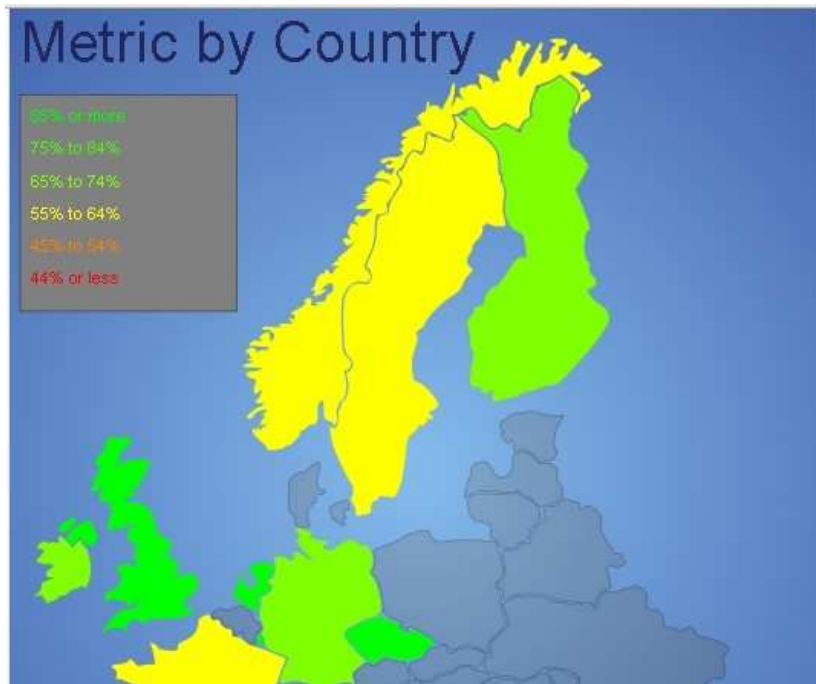 Metric by Country
85% or more
75% to 84%
65% to 74%
55% to 64%
45% to 54%
44% or less